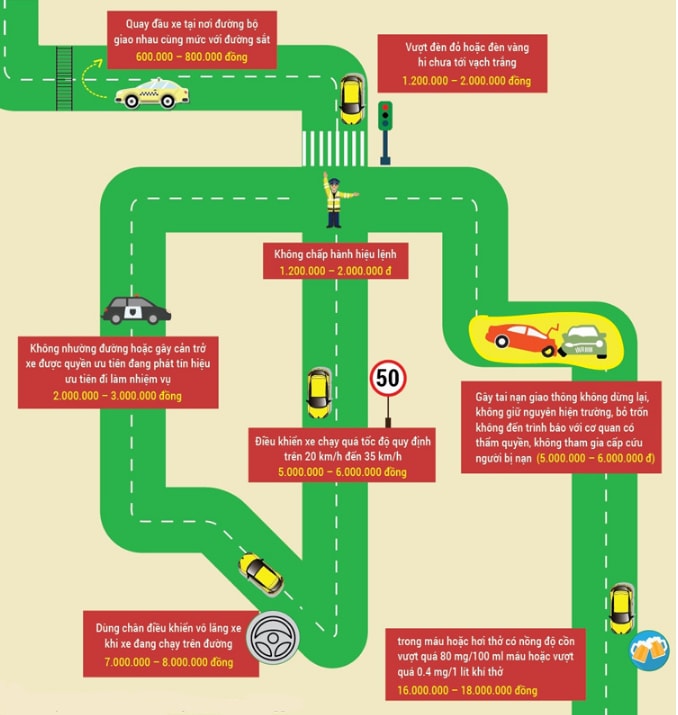 Quay đầu xe tại nơi đường bộ
giao nhau cùng mức với đường sắt
600.000 – 800.000 đồng
Vượt đèn đỏ hoặc đèn vàng
hi chưa tới vạch trắng
1.200.000 – 2.000.000 đồng
Không chấp hành hiệu lệnh
1.200.000 – 2.000.000 đ
Không nhường đường hoặc gây cản trở
xe được quyền ưu tiên đang phát tín hiệu
ưu tiên đi làm nhiệm vụ
2.000.000 – 3.000.000 đồng
50
Điều khiển xe chạy quá tốc độ quy định
trên 20 km/h đến 35 km/h
5.000.000 – 6.000.000 đồng
Gây tai nạn giao thông không dừng lại,
không giữ nguyên hiện trường, bỏ trốn
không đến trình báo với cơ quan có
thẩm quyền, không tham gia cấp cứu
người bị nạn (5.000.000 – 6.000.000 đ)
Dùng chân điều khiển vô lăng xe
khi xe đang chạy trên đường
7.000.000 – 8.000.000 đồng
trong máu hoặc hơi thở có nồng độ cồn
vượt quá 80 mg/100 ml máu hoặc vượt
quá 0.4 mg/1 lít khí thở
16.000.000 – 18.000.000 đồng